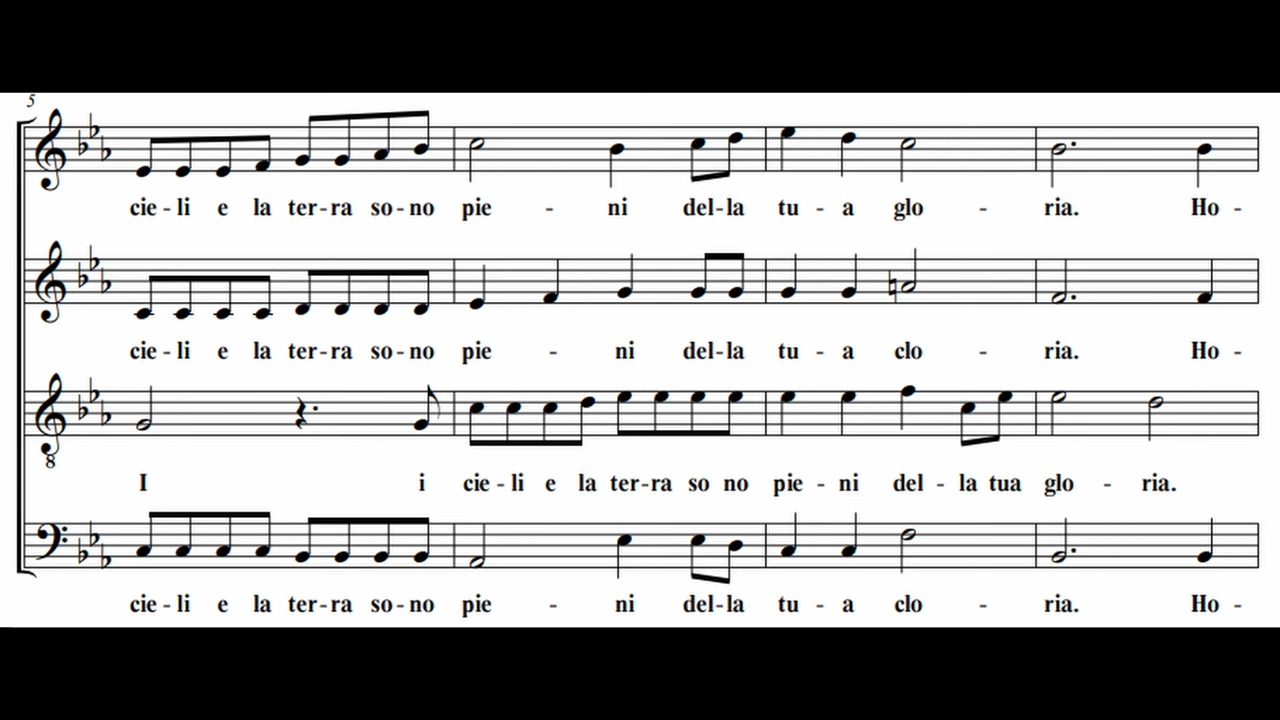 5
cie - li e la ter - ra so - no pie - ni del - la tu - a glo - ria. Ho -
cie - li e la ter - ra so - no pie - ni del - la tu - a clo - ria. Ho -
8
I i cie - li e la ter - ra so no pie - ni del - la tua glo - ria.
cie - li e la ter - ra so - no pie - ni del - la tu - a clo - ria. Ho -